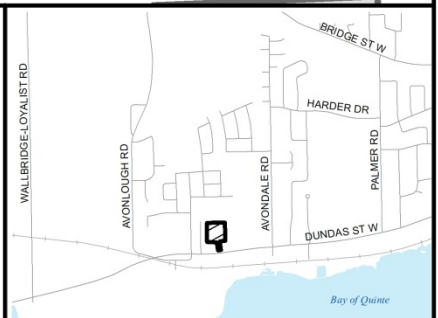 BRIDGE ST W
WALLBRIDGE-LOYALIST RD
HARDER DR
AVONLOUGH RD
AVONDALE RD
PALMER RD
DUNDAS ST W
Bay of Quinte